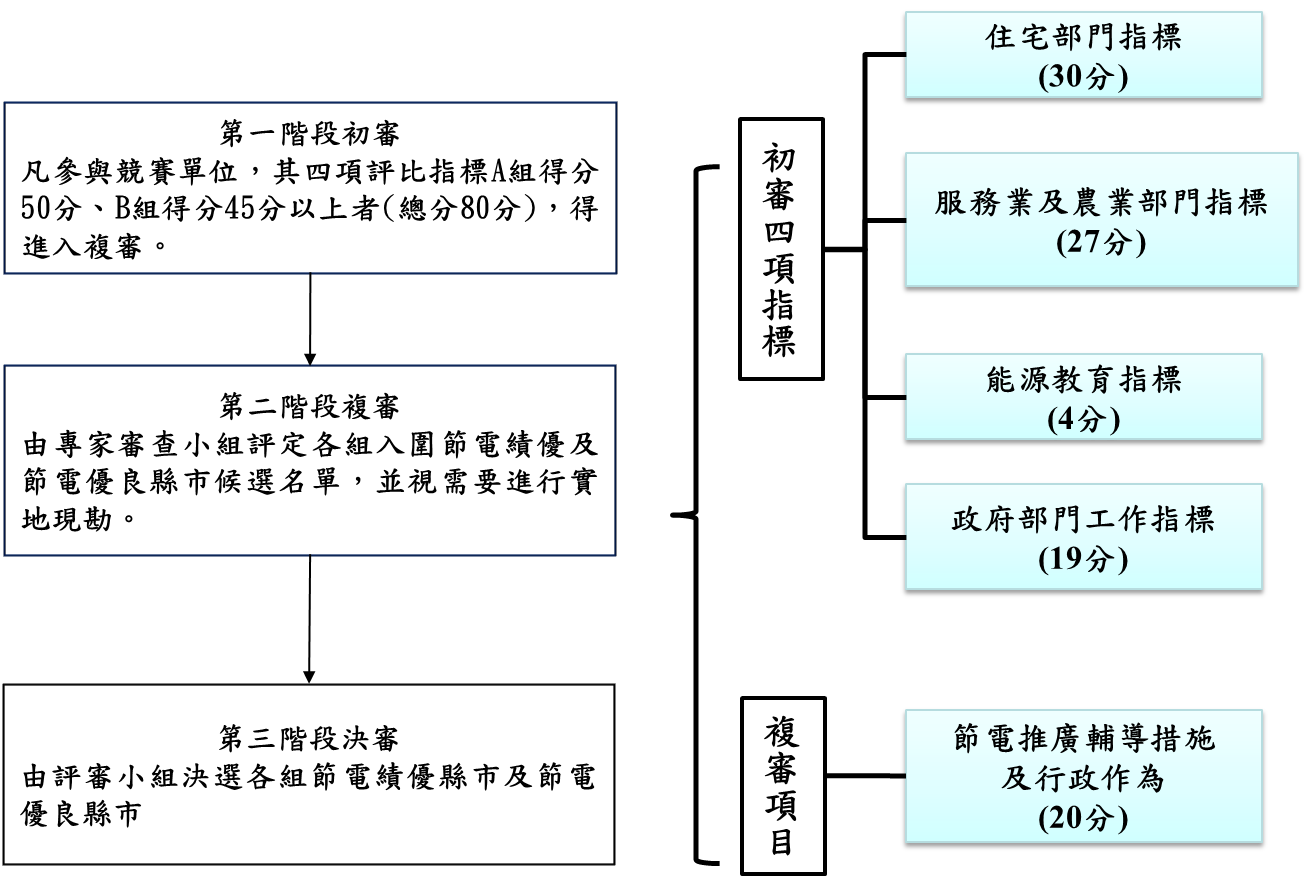 第一階段初審
凡參與競賽單位，其四項評比指標A組得分
50分、B組得分45分以上者(總分80分)，得
進入複審。
第二階段複審
由專家審查小組評定各組入圍節電績優及
節電優良縣市候選名單，並視需要進行實
地現勘。
第三階段決審
由評審小組決選各組節電績優縣市及節電
優良縣市
初審四項指標
住宅部門指標
(30分)
服務業及農業部門指標
(27分)
能源教育指標
(4分)
政府部門工作指標
(19分)
複審項目
節電推廣輔導措施
及行政作為
(20分)